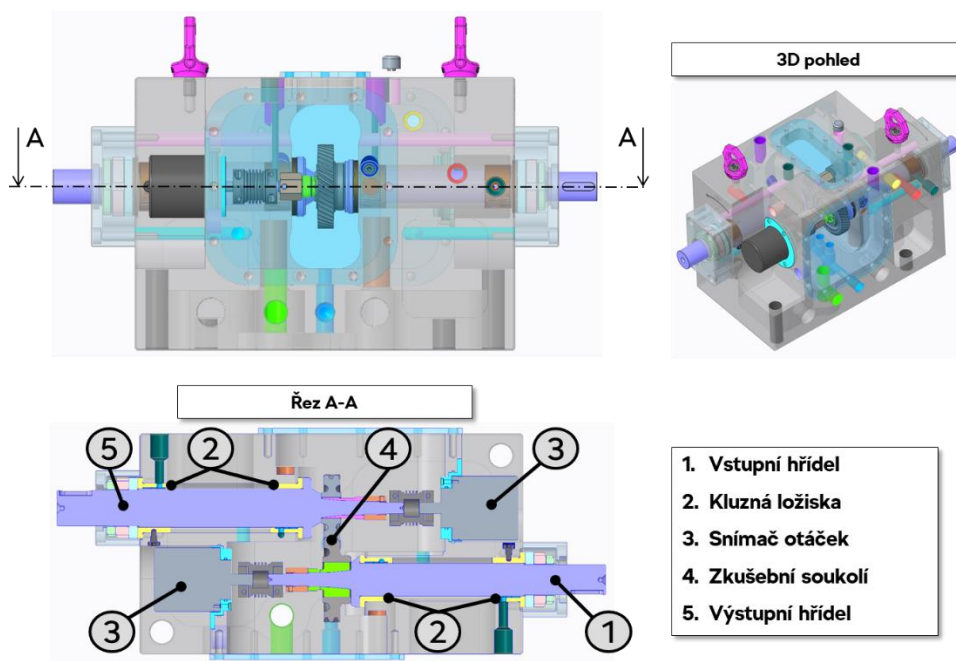 3D pohled
A
A
Řez A-A
5
2
4
3
3
2
1
1. Vstupní hřídel
2. Kluzná ložiska
3. Snímač otáček
4. Zkušební soukolí
5. Výstupní hřídel